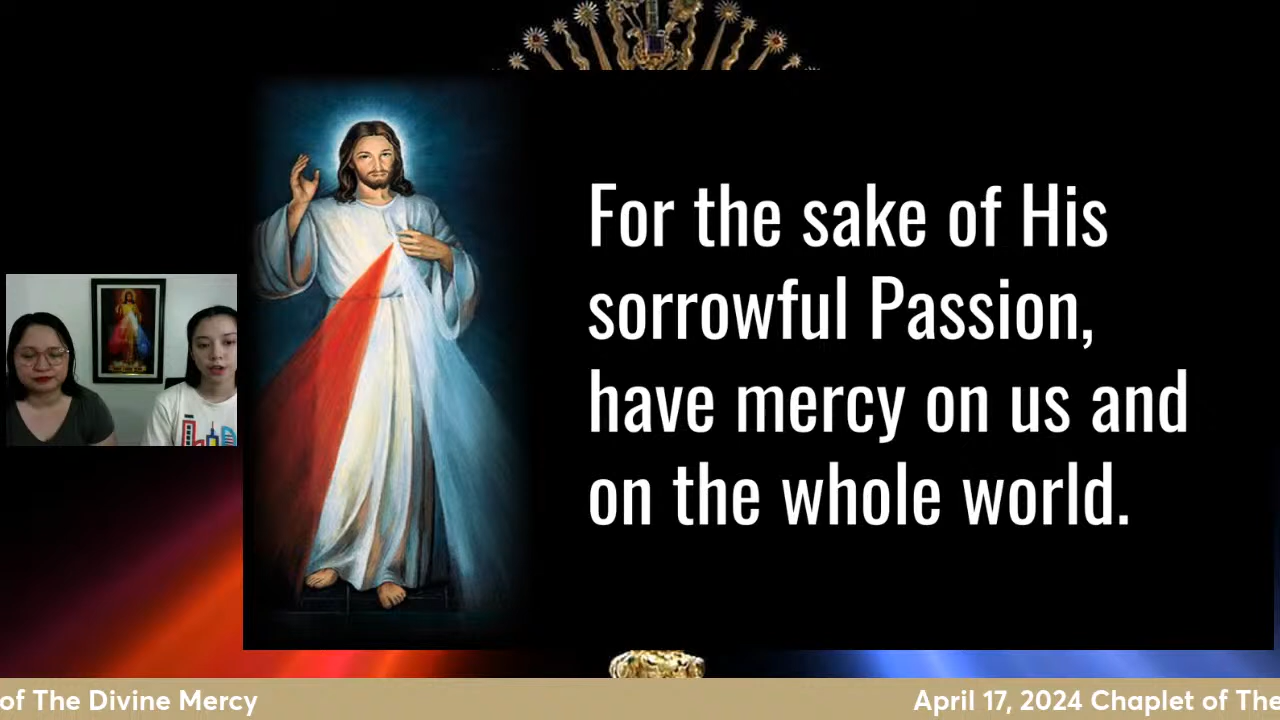 For the sake of His
sorrowful Passion,
have mercy on us and
on the whole world.
of The Divine Mercy
April 17, 2024 Chaplet of The